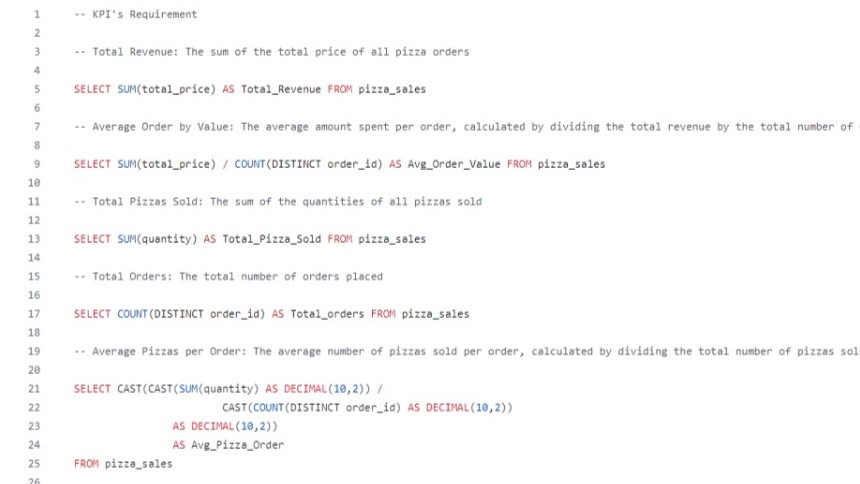 1 -- KPI's Requirement
2
3 -- Total Revenue: The sum of the total price of all pizza orders
4
5 SELECT SUM(total_price) AS Total_Revenue FROM pizza_sales
6
7 -- Average Order by Value: The average amount spent per order, calculated by dividing the total revenue by the total number of
8
9 SELECT SUM(total_price) / COUNT(DISTINCT order_id) AS Avg_Order_Value FROM pizza_sales
10
11 -- Total Pizzas Sold: The sum of the quantities of all pizzas sold
12
13 SELECT SUM(quantity) AS Total_Pizza_Sold FROM pizza_sales
14
15 -- Total Orders: The total number of orders placed
16
17 SELECT COUNT(DISTINCT order_id) AS Total_orders FROM pizza_sales
18
19 -- Average Pizzas per Order: The average number of pizzas sold per order, calculated by dividing the total number of pizzas sol
20
21 SELECT CAST(CAST(SUM(quantity) AS DECIMAL(10,2)) /
22 CAST(COUNT(DISTINCT order_id) AS DECIMAL(10,2))
23 AS DECIMAL(10,2))
24 AS Avg_Pizza_Order
25 FROM pizza_sales
26